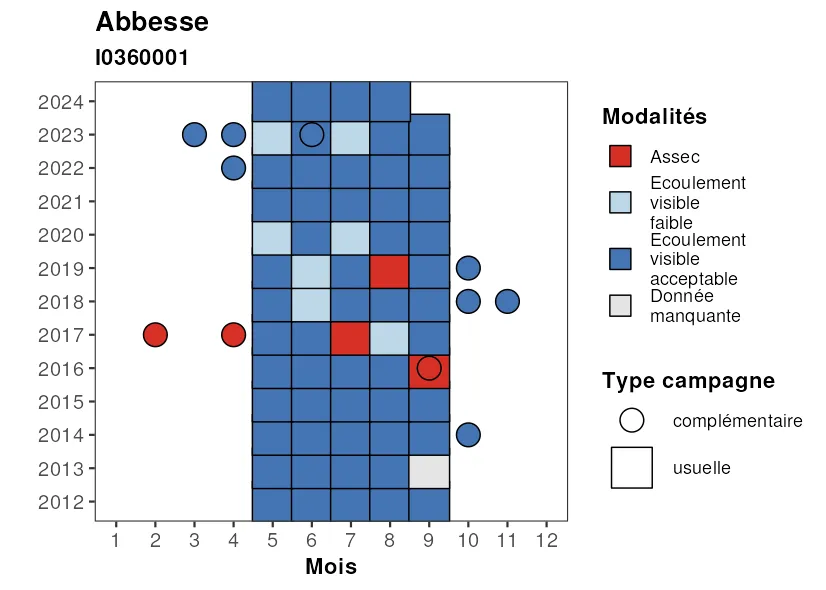 Abbesse
I0360001
2024
2023
2022
2021
2020
2019
2018
2017
2016
2015
2014
2013
2012
1 2 3 4 5 6 7 8 9 10 11 12
Mois
Modalités
Assec
Ecoulement
visible
faible
Ecoulement
visible
acceptable
Donnée
manquante
Type campagne
complémentaire
usuelle